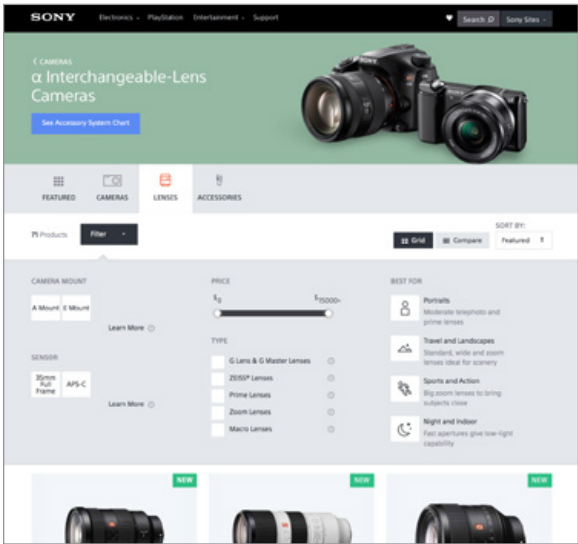 SONY
Electronics PlayStation Entertainment Support
Search
Sony Sites
CAMERAS
α Interchangeable-Lens
Cameras
See Accessory System Chart
FEATURED
CAMERAS
LENSES
ACCESSORIES
71 Products
Filter
Grid
Compare
SORT BY:
Featured
CAMERA MOUNT
A Mount E Mount
Learn More
SENSOR
35mm
Full
Frame
APS-C
Learn More
PRICE
$0
$15000+
TYPE
G Lens & G Master Lenses
ZEISS® Lenses
Prime Lenses
Zoom Lenses
Macro Lenses
BEST FOR
Portraits
Moderate telephoto and
prime lenses
Travel and Landscapes
Standard, wide and zoom
lenses ideal for scenery
Sports and Action
Big zoom lenses to bring
subjects close
Night and Indoor
Fast apertures give low-light
capability
NEW
NEW
NEW
SONY